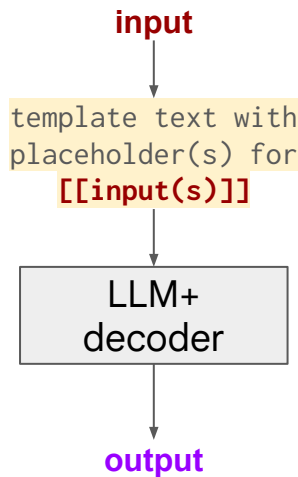 input
template text with
placeholder(s) for
[[input(s)]]
LLM+
decoder
output